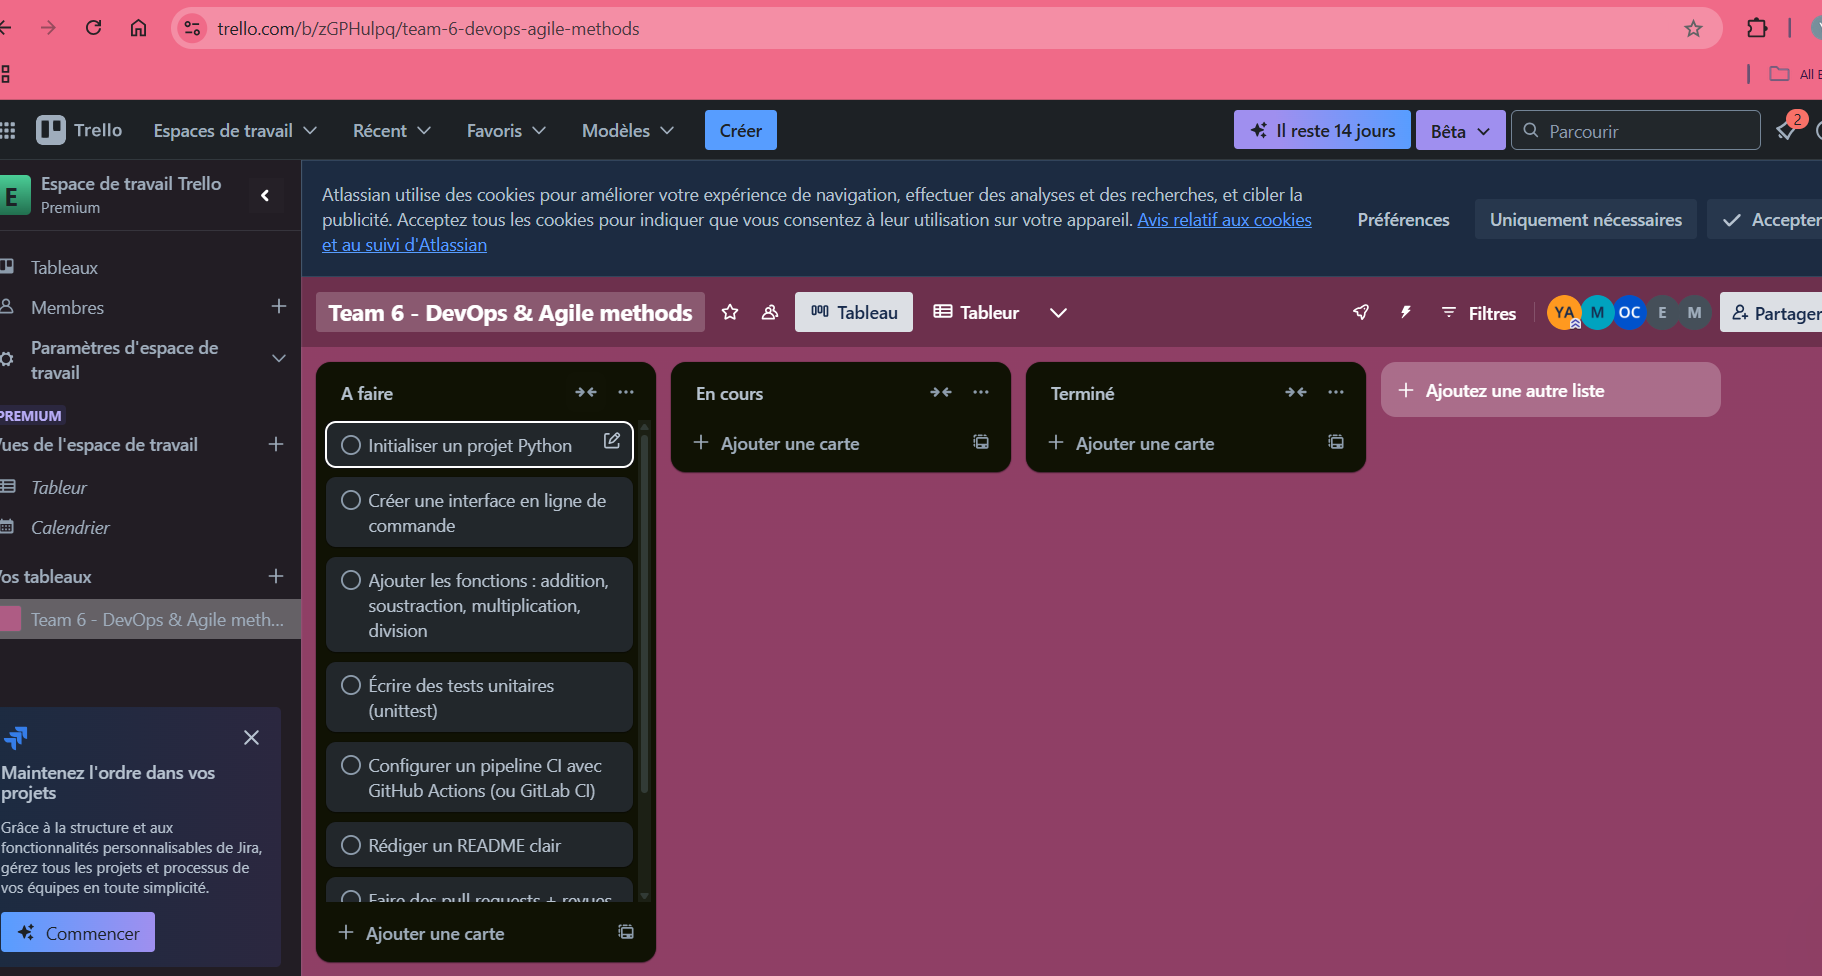 trello.com/b/zGPHulpq/team-6-devops-agile-methods
Trello
Espaces de travail
Récent
Favoris
Modèles
Créer
Il reste 14 jours
Bêta
Parcourir
2
E
Espace de travail Trello
Premium
Tableaux
Membres
Paramètres d'espace de
travail
PREMIUM
Vues de l'espace de travail
Tableur
Calendrier
Vos tableaux
Team 6 - DevOps & Agile meth...
Maintenez l'ordre dans vos
projets
Grâce à la structure et aux
fonctionnalités personnalisables de Jira,
gérez tous les projets et processus de
vos équipes en toute simplicité.
Commencer
Atlassian utilise des cookies pour améliorer votre expérience de navigation, effectuer des analyses et des recherches, et cibler la
publicité. Acceptez tous les cookies pour indiquer que vous consentez à leur utilisation sur votre appareil. Avis relatif aux cookies
et au suivi d'Atlassian
Préférences
Uniquement nécessaires
Accepter
Team 6 - DevOps & Agile methods
Tableau
Tableur
Filtres
YA
M
OC
E
M
Partager
A faire
Initialiser un projet Python
Créer une interface en ligne de
commande
Ajouter les fonctions : addition,
soustraction, multiplication,
division
Écrire des tests unitaires
(unittest)
Configurer un pipeline CI avec
GitHub Actions (ou GitLab CI)
Rédiger un README clair
Faire des pull requests + revues
Ajouter une carte
En cours
Ajouter une carte
Terminé
Ajouter une carte
Ajoutez une autre liste
All